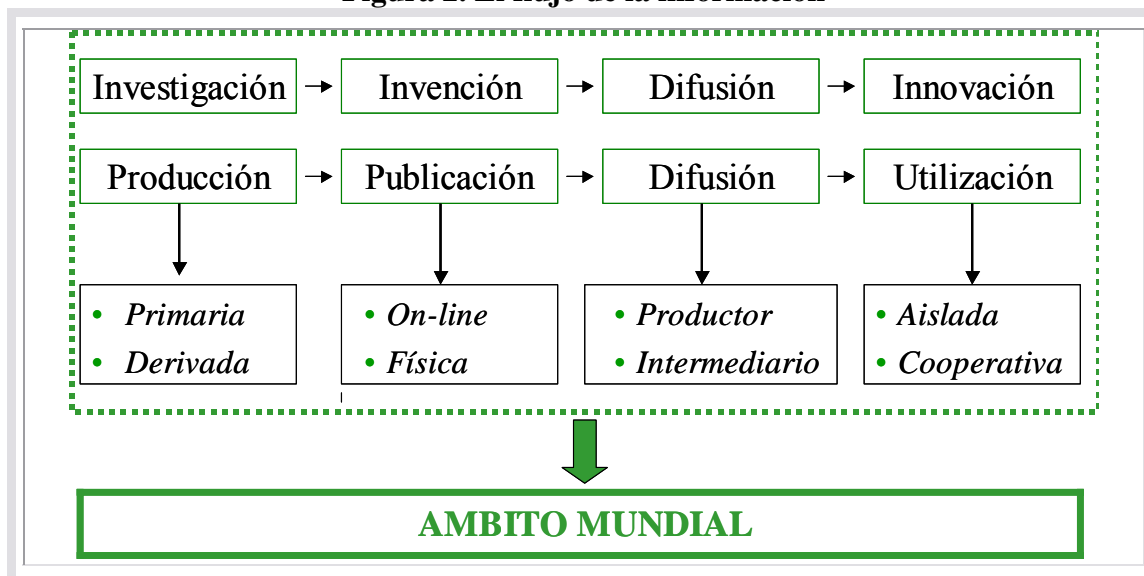 Investigación Invención Difusión Innovación
Producción Publicación Difusión Utilización
• Primaria
• Derivada
• On-line
• Física
• Productor
• Intermediario
• Aislada
• Cooperativa
AMBITO MUNDIAL